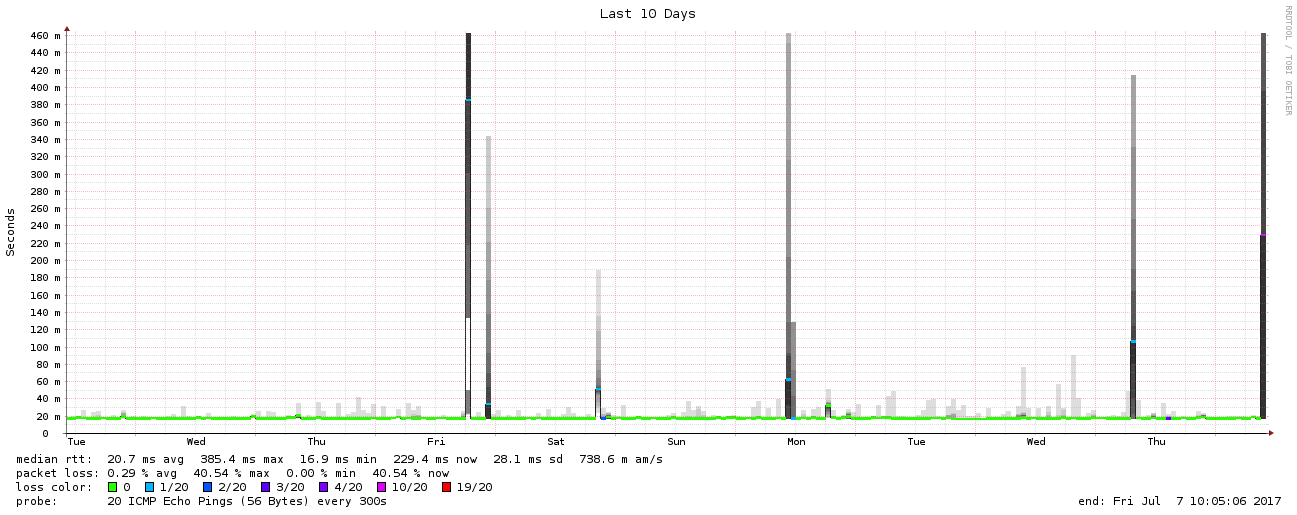 Last 10 Days
RRDTOOL / TOBI OETIKER
Seconds
460 m
440 m
420 m
400 m
380 m
360 m
340 m
320 m
300 m
280 m
260 m
240 m
220 m
200 m
180 m
160 m
140 m
120 m
100 m
80 m
60 m
40 m
20 m
0
Tue Wed Thu Fri Sat Sun Mon Tue Wed Thu
median rtt: 20.7 ms avg 385.4 ms max 16.9 ms min 229.4 ms now 28.1 ms sd 738.6 m am/s
packet loss: 0.29 % avg 40.54 % max 0.00 % min 40.54 % now
loss color: 0 1/20 2/20 3/20 4/20 10/20 19/20
probe: 20 ICMP Echo Pings (56 Bytes) every 300s end: Fri Jul 7 10:05:06 2017